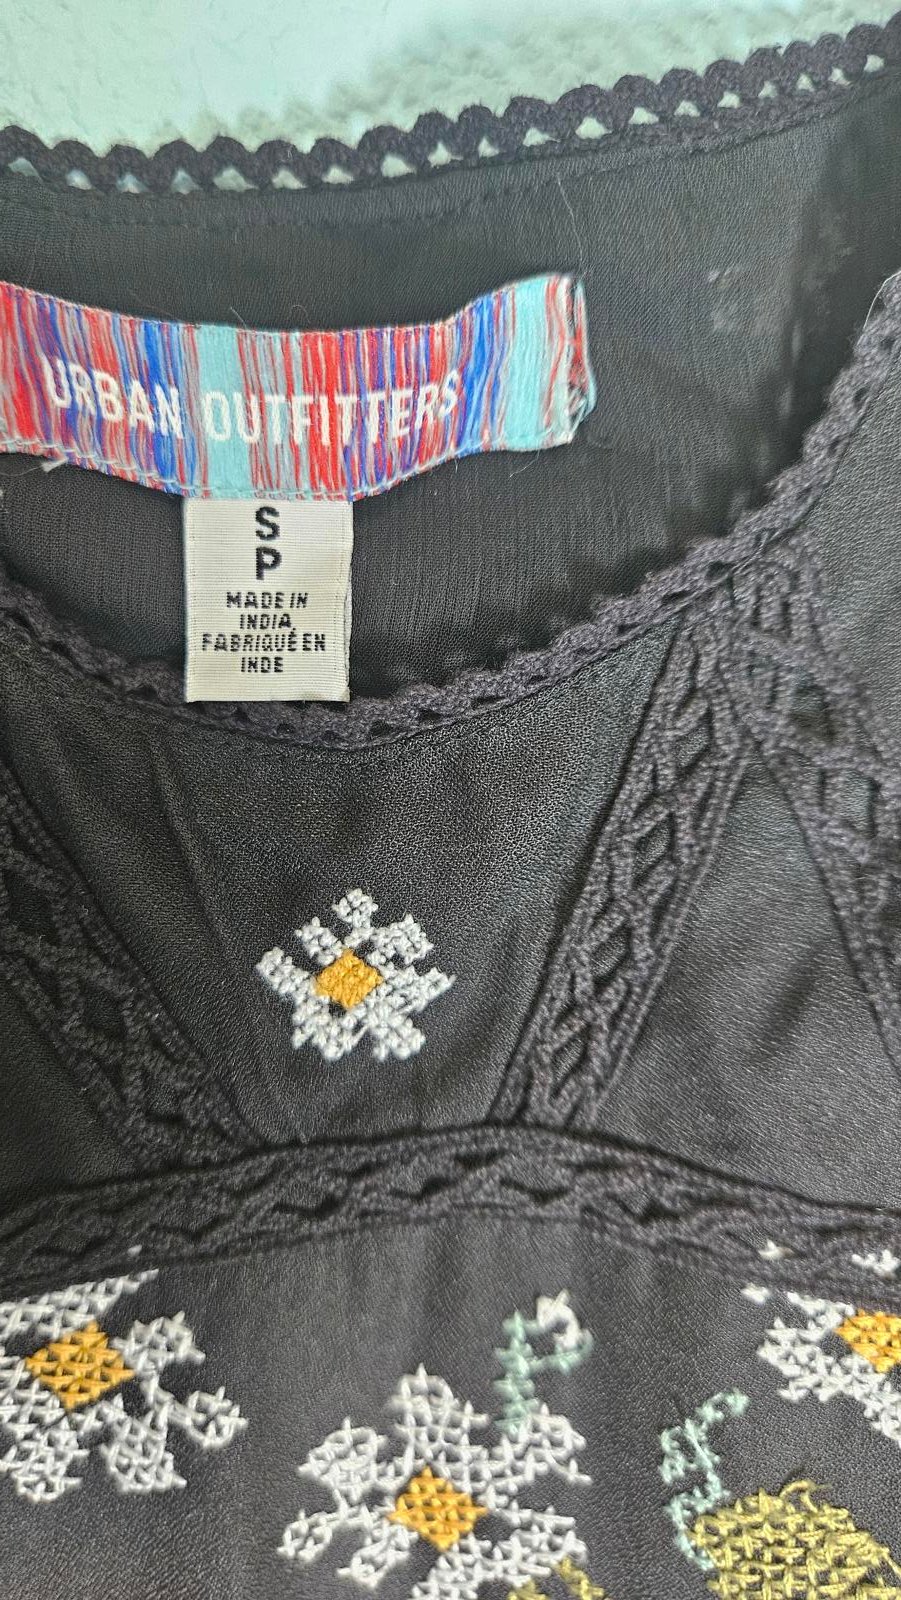 URBAN OUTFITTERS
S
P
MADE IN
INDIA
FABRIQUÉ EN
INDE